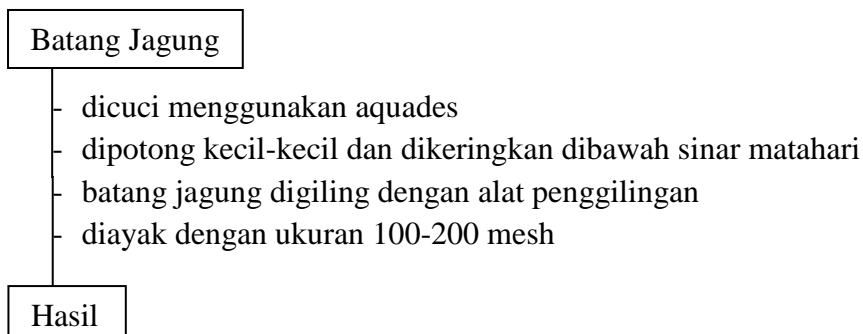 Batang Jagung
- dicuci menggunakan aquades
- dipotong kecil-kecil dan dikeringkan dibawah sinar matahari
- batang jagung digiling dengan alat penggilingan
- diayak dengan ukuran 100-200 mesh
Hasil